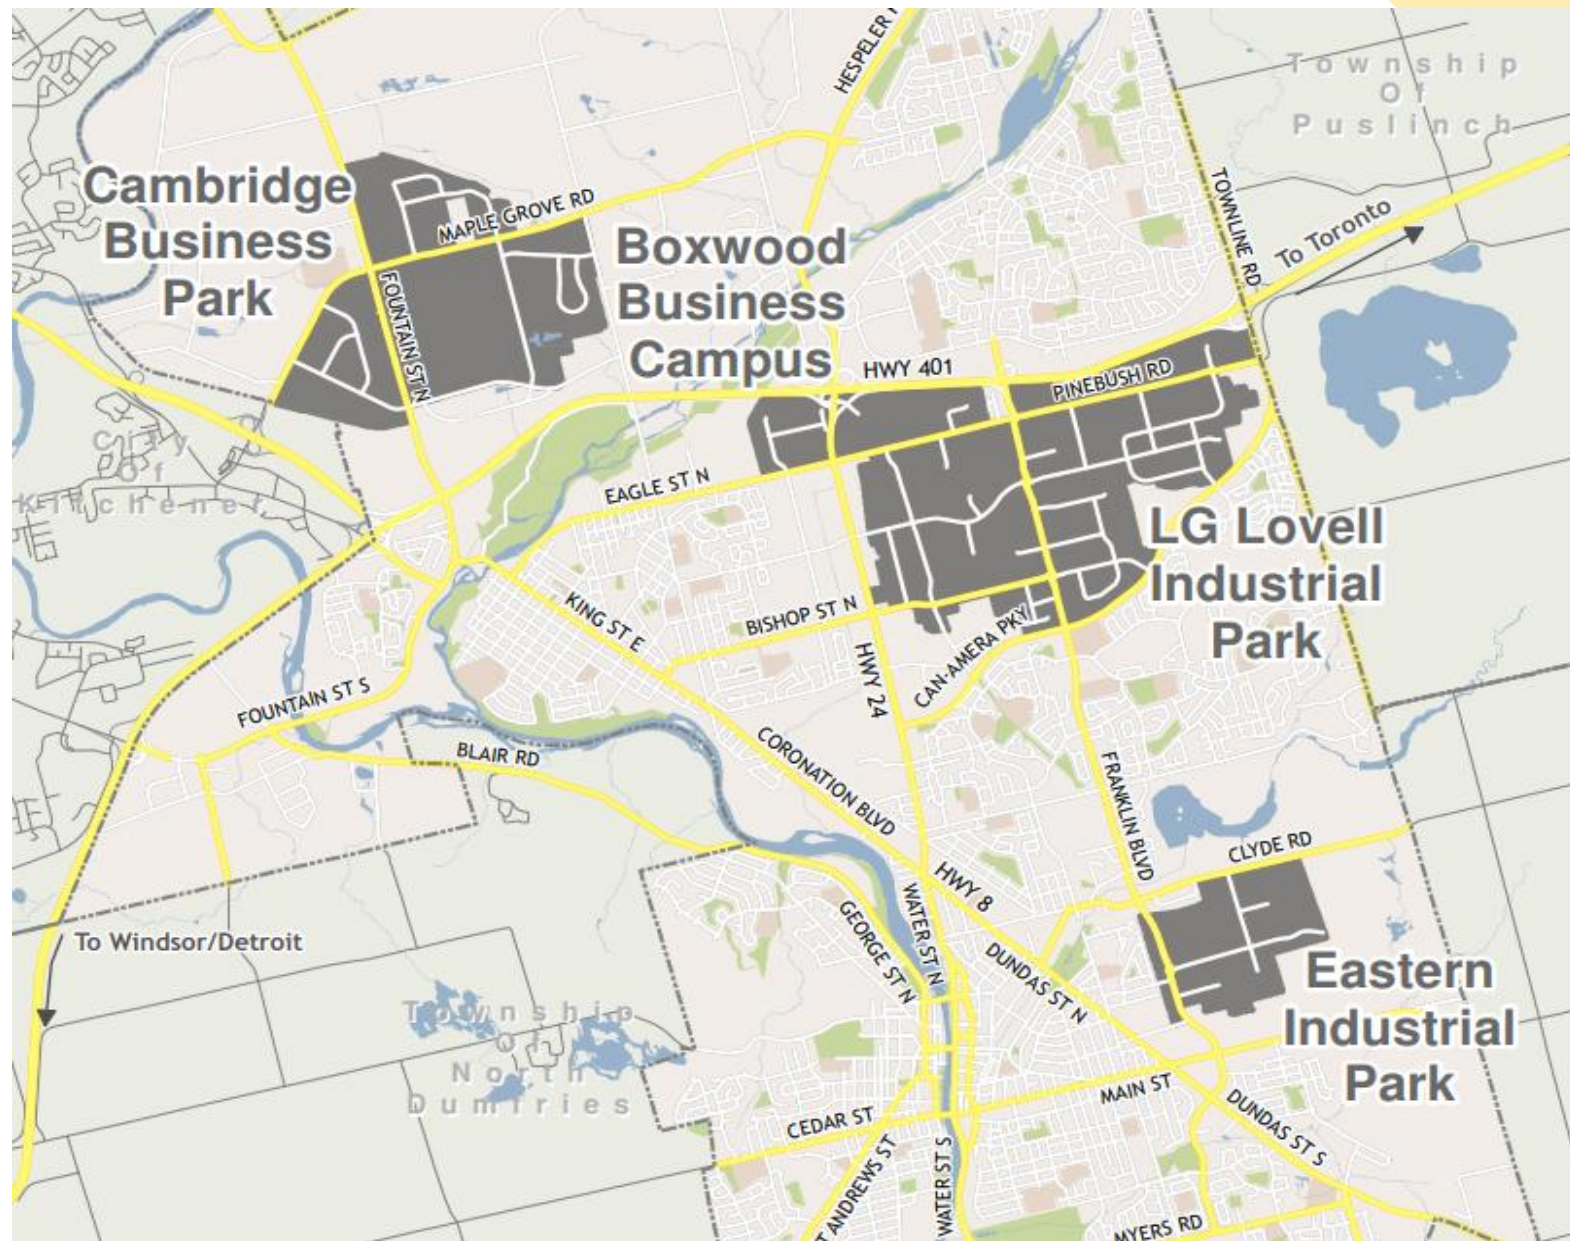 HESPELER
Township
Of
Puslinch
Cambridge
Business
Park
MAPLE GROVE RD
TOWNLINE RD
To Toronto
Boxwood
Business
Campus
FOUNTAIN ST N
HWY 401
PINEBUSH RD
City
Of
Kitchener
EAGLE ST N
LG Lovell
Industrial
Park
KING ST E
BISHOP ST N
CAN-AMERA PKY
HWY 24
FOUNTAIN ST S
BLAIR RD
CORONATION BLVD
FRANKLIN BLVD
CLYDE RD
HWY 8
WATER ST N
GEORGE ST N
To Windsor/Detroit
DUNDAS ST N
Eastern
Industrial
Park
Township
Of
North
Dumfries
MAIN ST
CEDAR ST
DUNDAS ST S
ST ANDREWS ST
WATER ST S
MYERS RD